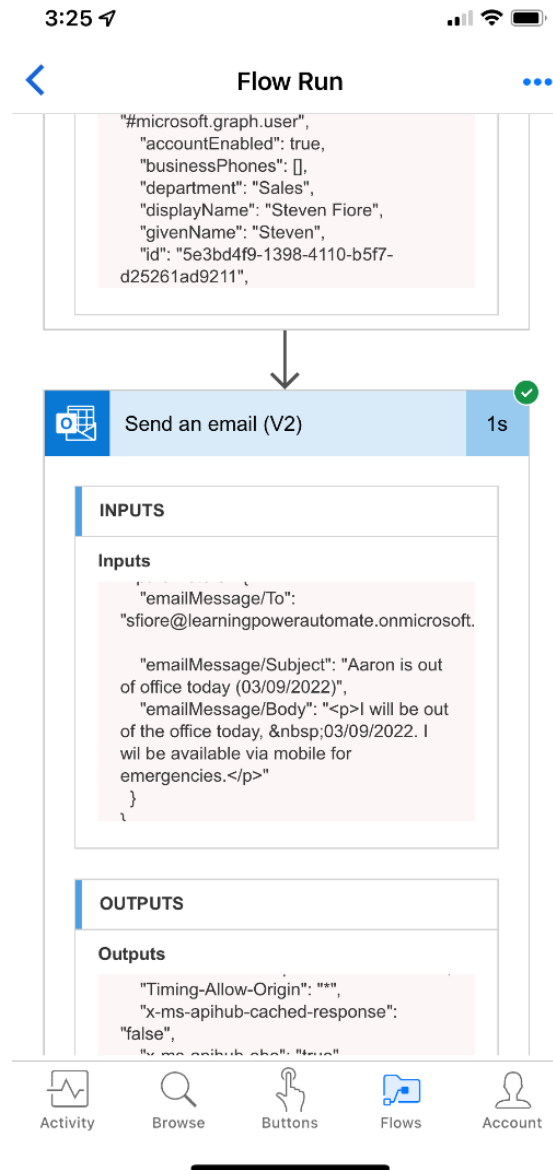 3:25
Flow Run
"#microsoft.graph.user",
"accountEnabled": true,
"businessPhones": [],
"department": "Sales",
"displayName": "Steven Fiore",
"givenName": "Steven",
"id": "5e3bd4f9-1398-4110-b5f7-
d25261ad9211",
Send an email (V2)
1s
INPUTS
Inputs
"emailMessage/To":
"sfiore@learningpowerautomate.onmicrosoft.
"emailMessage/Subject": "Aaron is out
of office today (03/09/2022)",
"emailMessage/Body": "<p>I will be out
of the office today, &nbsp;03/09/2022. I
wil be available via mobile for
emergencies.</p>"
}
}
OUTPUTS
Outputs
"Timing-Allow-Origin": "*",
"x-ms-apihub-cached-response":
"false",
"x-ms-apihub-obo": "true"
Activity
Browse
Buttons
Flows
Account